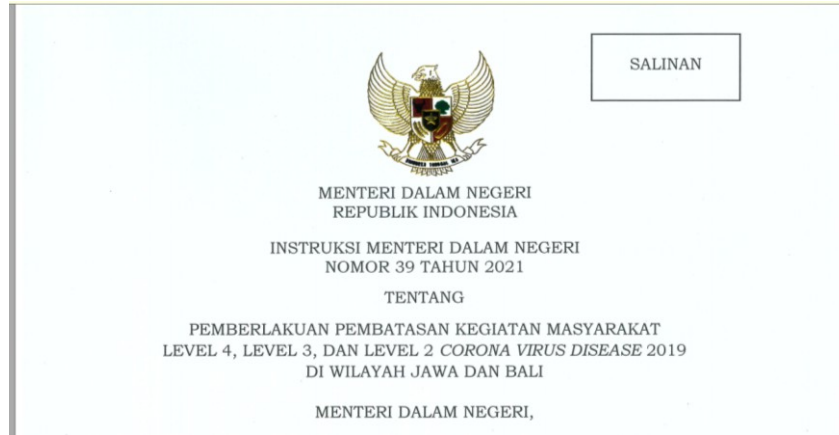 SALINAN
MENTERI DALAM NEGERI
REPUBLIK INDONESIA
INSTRUKSI MENTERI DALAM NEGERI
NOMOR 39 TAHUN 2021
TENTANG
PEMBERLAKUAN PEMBATASAN KEGIATAN MASYARAKAT
LEVEL 4, LEVEL 3, DAN LEVEL 2 CORONA VIRUS DISEASE 2019
DI WILAYAH JAWA DAN BALI
MENTERI DALAM NEGERI,